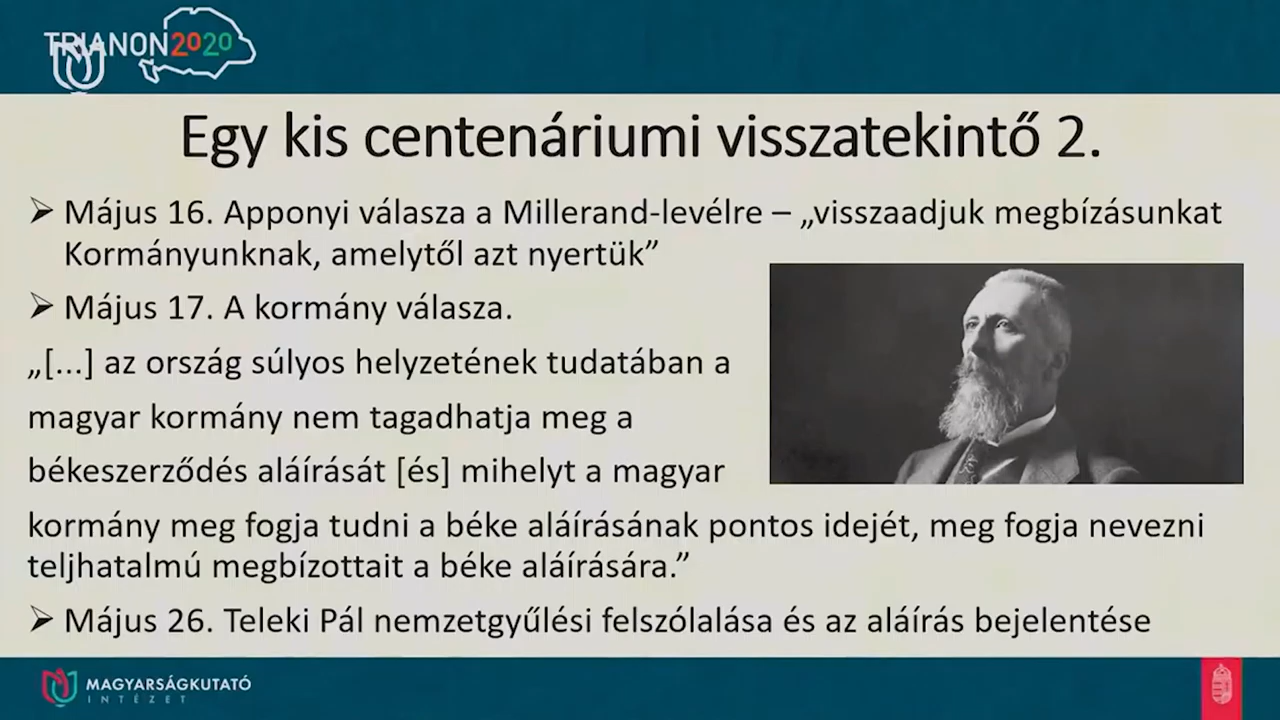 TRIANON2020
Egy kis centenáriumi visszatekintő 2.
➢ Május 16. Apponyi válasza a Millerand-levélre – „visszaadjuk megbízásunkat
Kormányunknak, amelytől azt nyertük”
➢ Május 17. A kormány válasza.
„[...] az ország súlyos helyzetének tudatában a
magyar kormány nem tagadhatja meg a
békeszerződés aláírását [és] mihelyt a magyar
kormány meg fogja tudni a béke aláírásának pontos idejét, meg fogja nevezni
teljhatalmú megbízottait a béke aláírására.”
➢ Május 26. Teleki Pál nemzetgyűlési felszólalása és az aláírás bejelentése
MAGYARSÁGKUTATÓ
INTÉZET